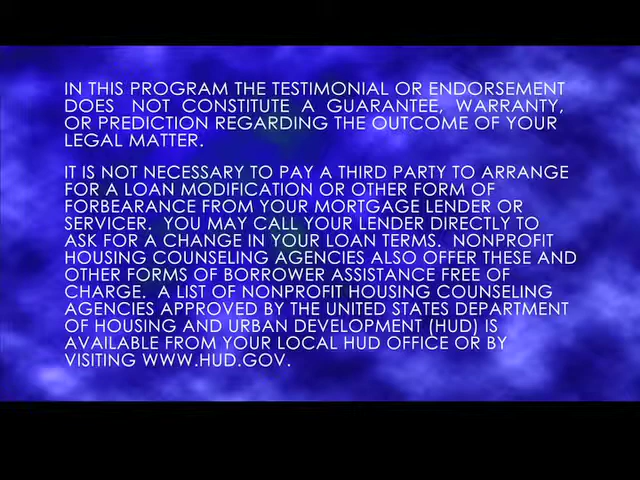 IN THIS PROGRAM THE TESTIMONIAL OR ENDORSEMENT
DOES NOT CONSTITUTE A GUARANTEE, WARRANTY,
OR PREDICTION REGARDING THE OUTCOME OF YOUR
LEGAL MATTER.
IT IS NOT NECESSARY TO PAY A THIRD PARTY TO ARRANGE
FOR A LOAN MODIFICATION OR OTHER FORM OF
FORBEARANCE FROM YOUR MORTGAGE LENDER OR
SERVICER. YOU MAY CALL YOUR LENDER DIRECTLY TO
ASK FOR A CHANGE IN YOUR LOAN TERMS. NONPROFIT
HOUSING COUNSELING AGENCIES ALSO OFFER THESE AND
OTHER FORMS OF BORROWER ASSISTANCE FREE OF
CHARGE. A LIST OF NONPROFIT HOUSING COUNSELING
AGENCIES APPROVED BY THE UNITED STATES DEPARTMENT
OF HOUSING AND URBAN DEVELOPMENT (HUD) IS
AVAILABLE FROM YOUR LOCAL HUD OFFICE OR BY
VISITING WWW.HUD.GOV.